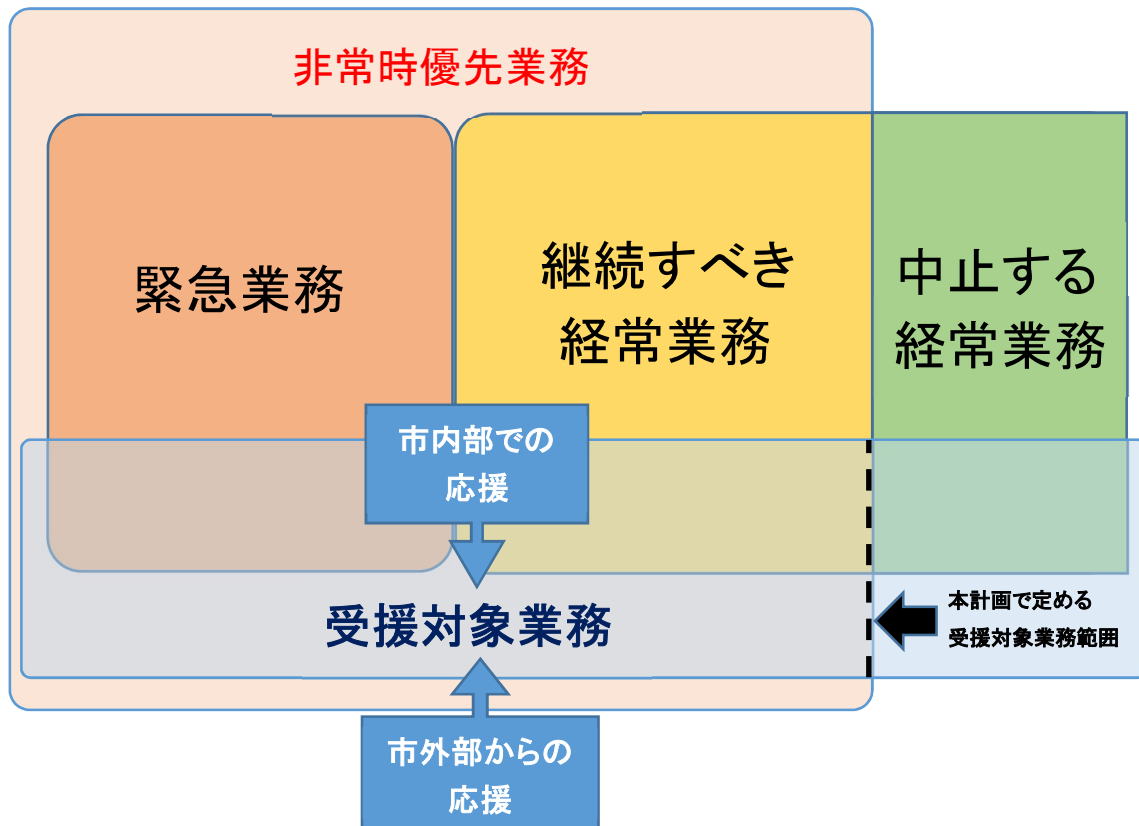 非常時優先業務
緊急業務
継続すべき
経常業務
中止する
経常業務
市内部での
応援
受援対象業務
本計画で定める
受援対象業務範囲
市外部からの
応援